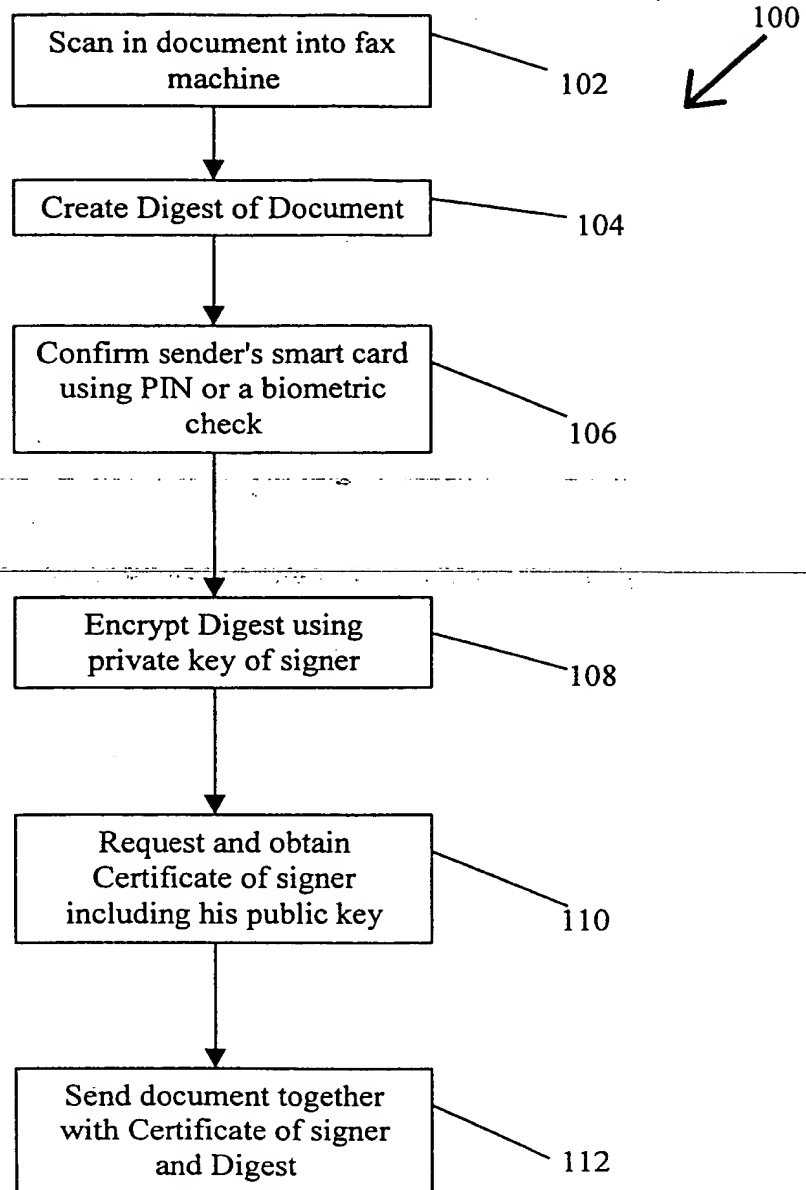 100
Scan in document into fax
machine
102
Create Digest of Document
104
Confirm sender's smart card
using PIN or a biometric
check
106
Encrypt Digest using
private key of signer
108
Request and obtain
Certificate of signer
including his public key
110
Send document together
with Certificate of signer
and Digest
112